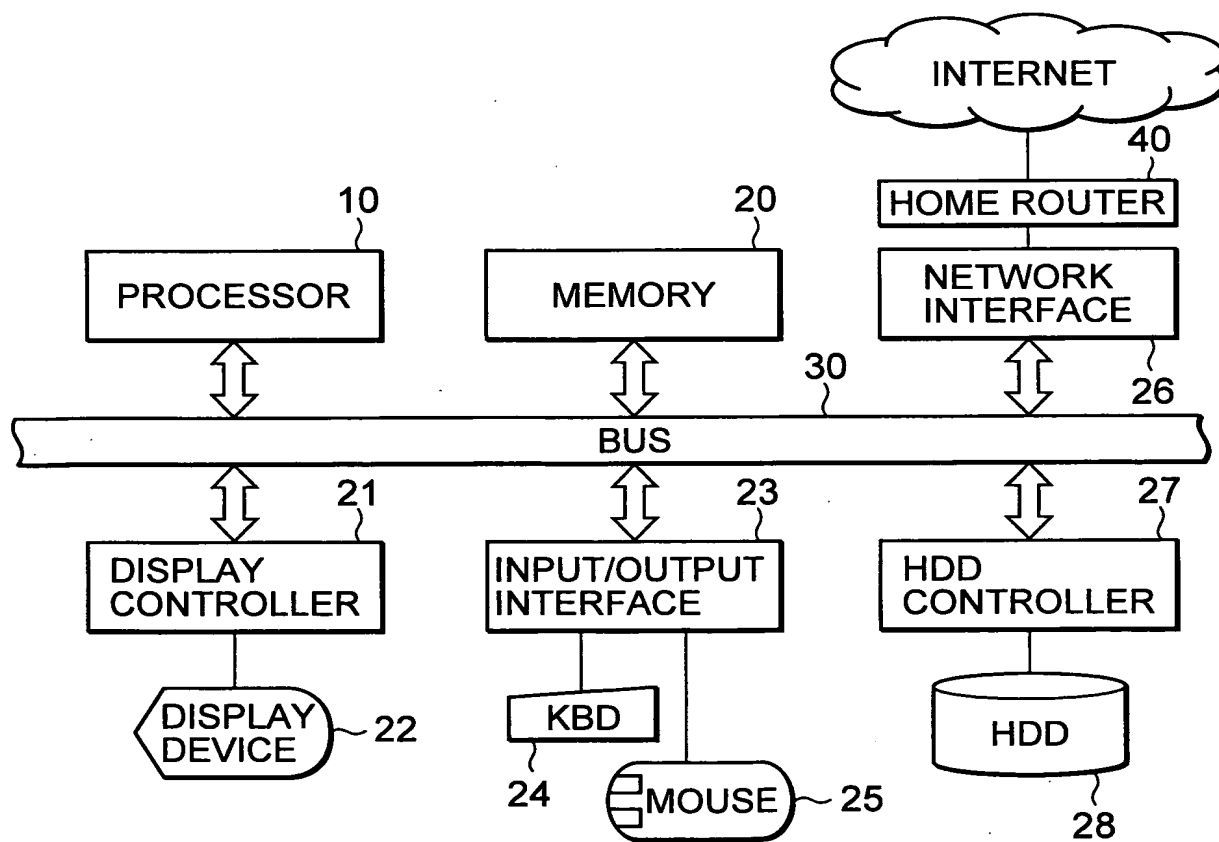 INTERNET
40
HOME ROUTER
10
PROCESSOR
20
MEMORY
NETWORK
INTERFACE
26
30
BUS
21
DISPLAY
CONTROLLER
23
INPUT/OUTPUT
INTERFACE
27
HDD
CONTROLLER
DISPLAY
DEVICE
22
KBD
24
MOUSE
25
HDD
28